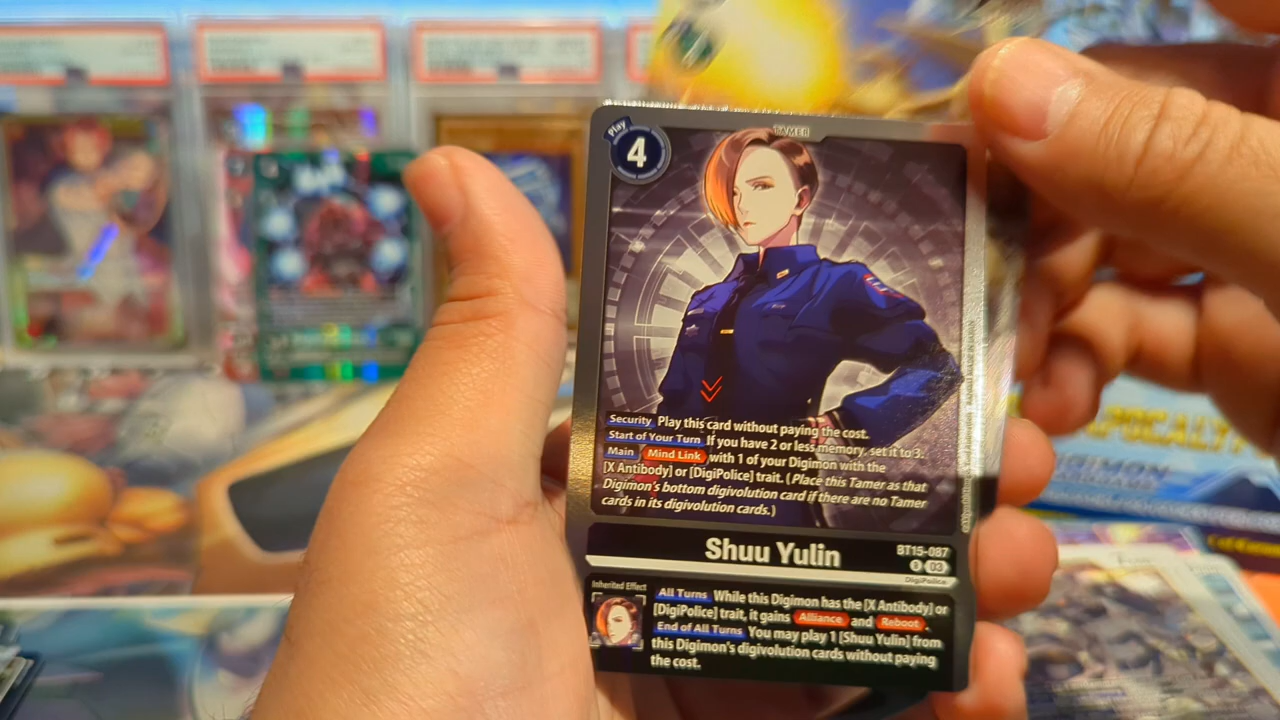 Play
4
TAMER
Security Play this card without paying the cost.
Start of Your Turn If you have 2 or less memory, set it to 3.
Main Mind Link with 1 of your Digimon with the
[X Antibody] or [DigiPolice] trait. (Place this Tamer as that
Digimon's bottom digivolution card if there are no Tamer
cards in its digivolution cards.)
Shuu Yulin
BT15-087
03
DigiPolice
Inherited Effect
All Turns While this Digimon has the [X Antibody] or
[DigiPolice] trait, it gains Alliance and Reboot.
End of All Turns You may play 1 [Shuu Yulin] from
this Digimon's digivolution cards without paying
the cost.